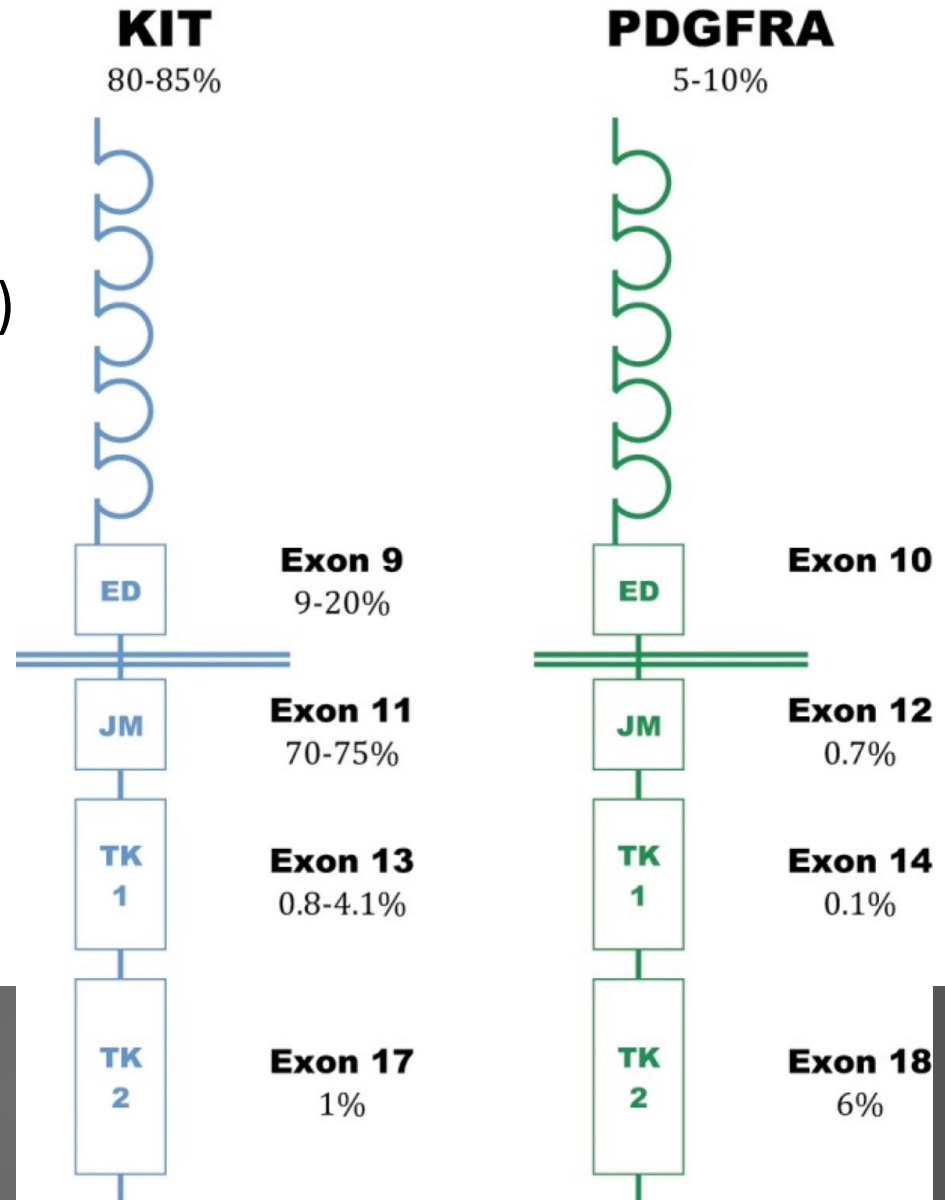 KIT
80-85%
PDGFRA
5-10%
)
ED
Exon 9
9-20%
ED
Exon 10
JM
Exon 11
70-75%
JM
Exon 12
0.7%
TK
1
Exon 13
0.8-4.1%
TK
1
Exon 14
0.1%
TK
2
Exon 17
1%
TK
2
Exon 18
6%